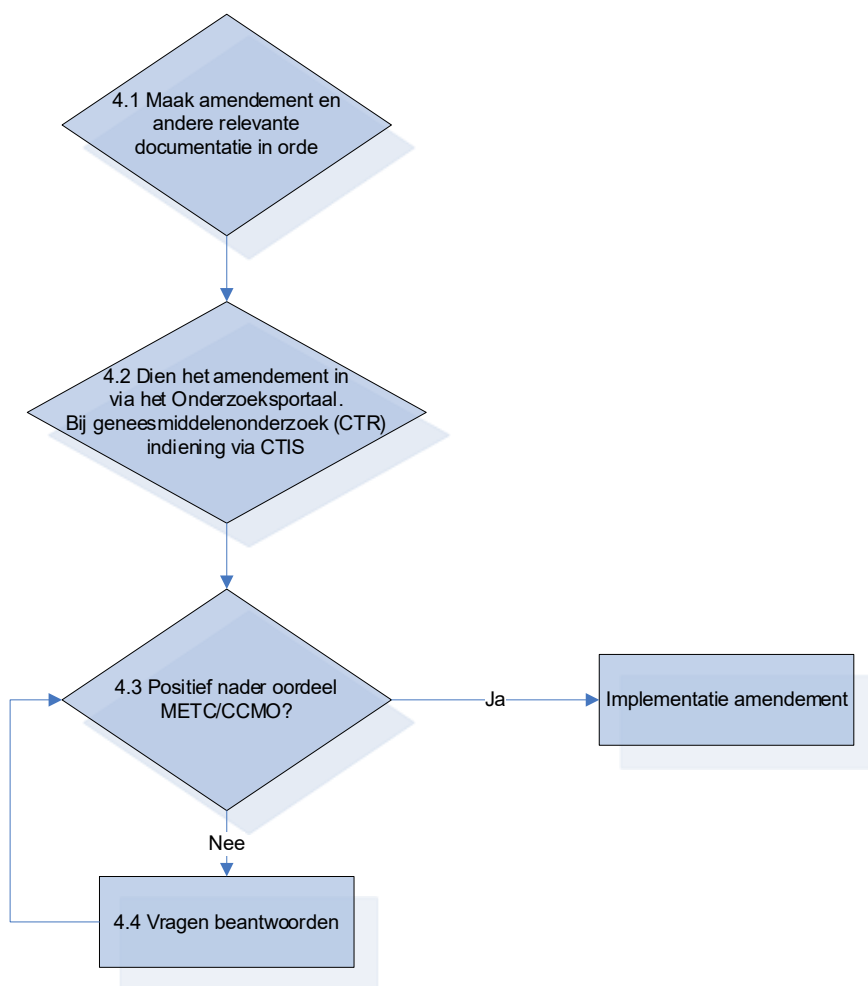 4.1 Maak amendement en
andere relevante
documentatie in orde
4.2 Dien het amendement in
via het Onderzoeksportaal.
Bij geneesmiddelenonderzoek (CTR)
indiening via CTIS
4.3 Positief nader oordeel
METC/CCMO?
Ja
Implementatie amendement
Nee
4.4 Vragen beantwoorden